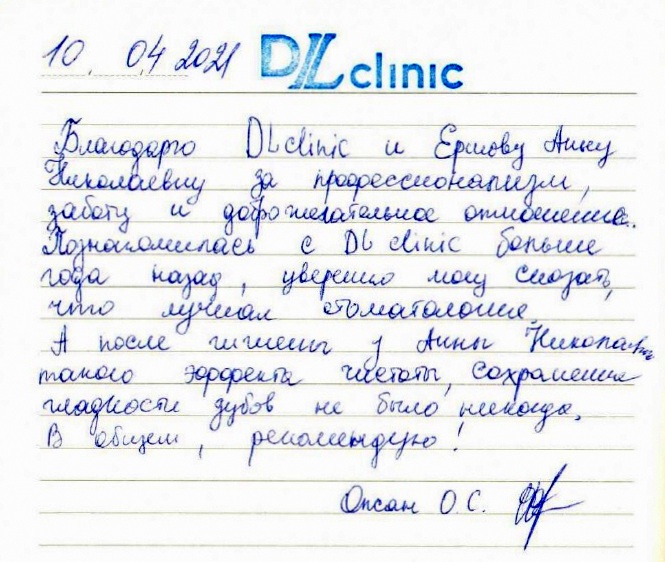 10.04 2021 DL clinic
Благодарю DLclinic и Ершову Анну
Николаевну за профессионализм,
заботу и доброжелательное отношение.
Познакомилась с DL clinic больше
года назад, уверенно могу сказать,
что лучшая стоматология.
А после гигиены у Анны Николаевны
такого эффекта чистоты, сохранения
гладкости зубов не было никогда.
В общем, рекомендую!
О.С.